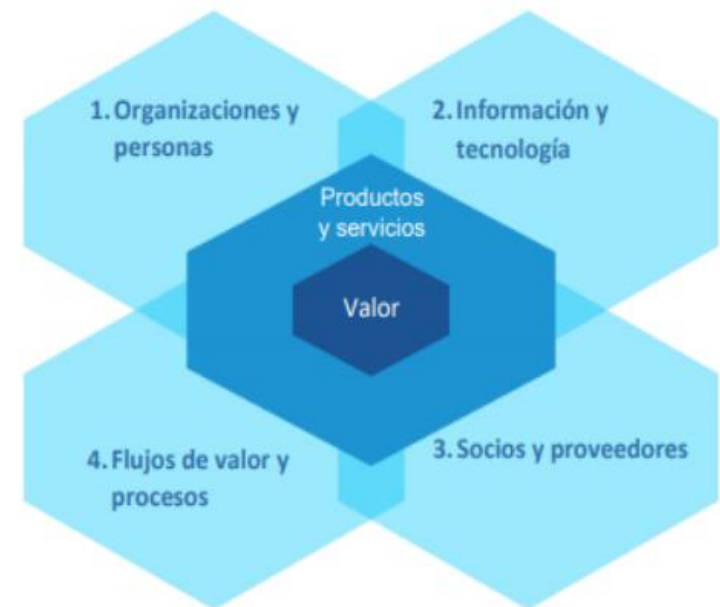 1. Organizaciones y
personas
2. Información y
tecnología
Productos
y servicios
Valor
4. Flujos de valor y
procesos
3. Socios y proveedores